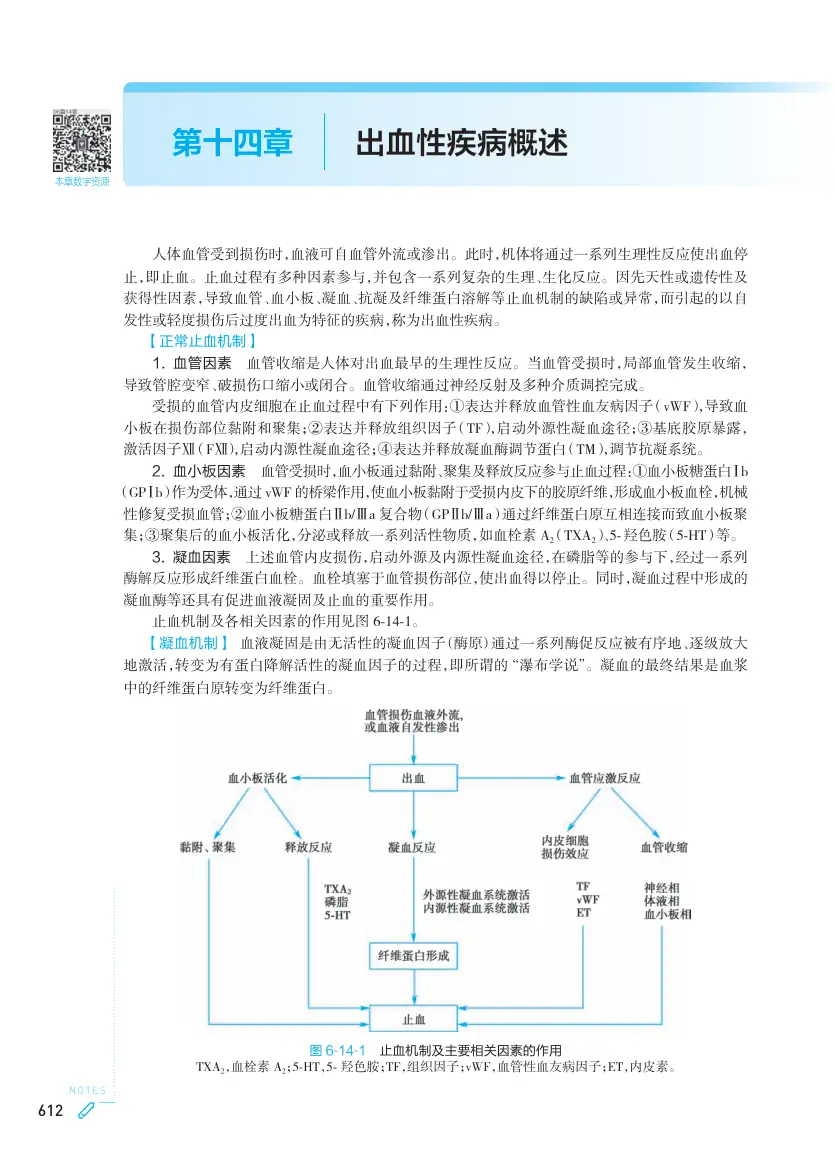 本章数字资源
第十四章
出血性疾病概述
人体血管受到损伤时,血液可自血管外流或渗出。此时,机体将通过一系列生理性反应使出血停
止,即止血。止血过程有多种因素参与,并包含一系列复杂的生理、生化反应。因先天性或遗传性及
获得性因素,导致血管、血小板、凝血、抗凝及纤维蛋白溶解等止血机制的缺陷或异常,而引起的以自
发性或轻度损伤后过度出血为特征的疾病,称为出血性疾病。
【正常止血机制】
1. 血管因素 血管收缩是人体对出血最早的生理性反应。当血管受损时,局部血管发生收缩,
导致管腔变窄、破损伤口缩小或闭合。血管收缩通过神经反射及多种介质调控完成。
受损的血管内皮细胞在止血过程中有下列作用:①表达并释放血管性血友病因子(vWF),导致血
小板在损伤部位黏附和聚集;②表达并释放组织因子(TF),启动外源性凝血途径;③基底胶原暴露,
激活因子Ⅻ(FⅫ),启动内源性凝血途径;④表达并释放凝血酶调节蛋白(TM),调节抗凝系统。
2. 血小板因素 血管受损时,血小板通过黏附、聚集及释放反应参与止血过程:①血小板糖蛋白Ⅰb
(GPⅠb)作为受体,通过 vWF 的桥梁作用,使血小板黏附于受损内皮下的胶原纤维,形成血小板血栓,机械
性修复受损血管;②血小板糖蛋白Ⅱb/Ⅲa 复合物(GPⅡb/Ⅲa)通过纤维蛋白原互相连接而致血小板聚
集;③聚集后的血小板活化,分泌或释放一系列活性物质,如血栓素 A₂(TXA₂)、5-羟色胺(5-HT)等。
3. 凝血因素 上述血管内皮损伤,启动外源及内源性凝血途径,在磷脂等的参与下,经过一系列
酶解反应形成纤维蛋白血栓。血栓填塞于血管损伤部位,使出血得以停止。同时,凝血过程中形成的
凝血酶等还具有促进血液凝固及止血的重要作用。
止血机制及各相关因素的作用见图 6-14-1。
【凝血机制】 血液凝固是由无活性的凝血因子(酶原)通过一系列酶促反应被有序地、逐级放大
地激活,转变为有蛋白降解活性的凝血因子的过程,即所谓的 “瀑布学说”。凝血的最终结果是血浆
中的纤维蛋白原转变为纤维蛋白。
血管损伤血液外流,
或血液自发性渗出
血小板活化 出血 血管应激反应
黏附、聚集 释放反应 凝血反应 内皮细胞
损伤效应 血管收缩
TXA₂
磷脂
5-HT
外源性凝血系统激活
内源性凝血系统激活
TF
vWF
ET
神经相
体液相
血小板相
纤维蛋白形成
止血
图 6-14-1 止血机制及主要相关因素的作用
TXA₂,血栓素 A₂;5-HT,5- 羟色胺;TF,组织因子;vWF,血管性血友病因子;ET,内皮素。
NOTES
612